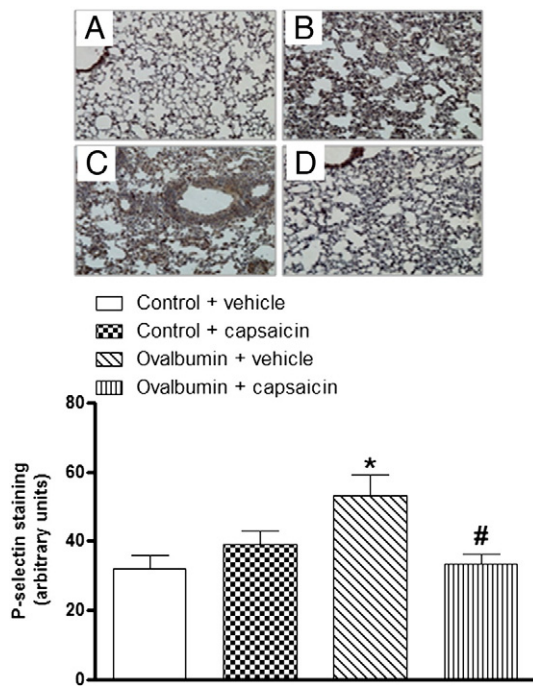 A
B
C
D
Control + vehicle
Control + capsaicin
Ovalbumin + vehicle
Ovalbumin + capsaicin
P-selectin staining
(arbitrary units)
80
60
40
20
0
*
#